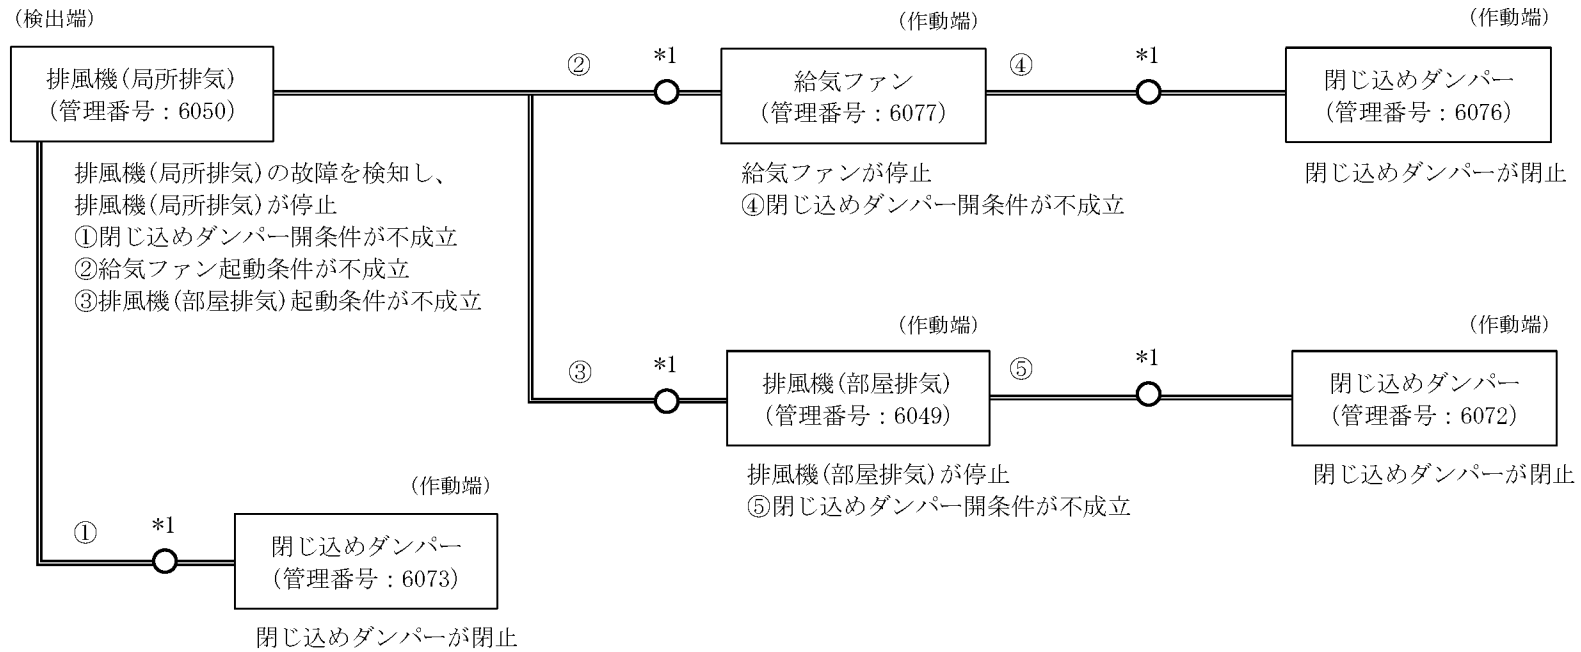 (検出端)
排風機(局所排気)
(管理番号：6050)
排風機(局所排気)の故障を検知し、
排風機(局所排気)が停止
①閉じ込めダンパー開条件が不成立
②給気ファン起動条件が不成立
③排風機(部屋排気)起動条件が不成立
②
*1
(作動端)
給気ファン
(管理番号：6077)
給気ファンが停止
④閉じ込めダンパー開条件が不成立
④
*1
(作動端)
閉じ込めダンパー
(管理番号：6076)
閉じ込めダンパーが閉止
③
*1
(作動端)
排風機(部屋排気)
(管理番号：6049)
排風機(部屋排気)が停止
⑤閉じ込めダンパー開条件が不成立
⑤
*1
(作動端)
閉じ込めダンパー
(管理番号：6072)
閉じ込めダンパーが閉止
①
*1
(作動端)
閉じ込めダンパー
(管理番号：6073)
閉じ込めダンパーが閉止